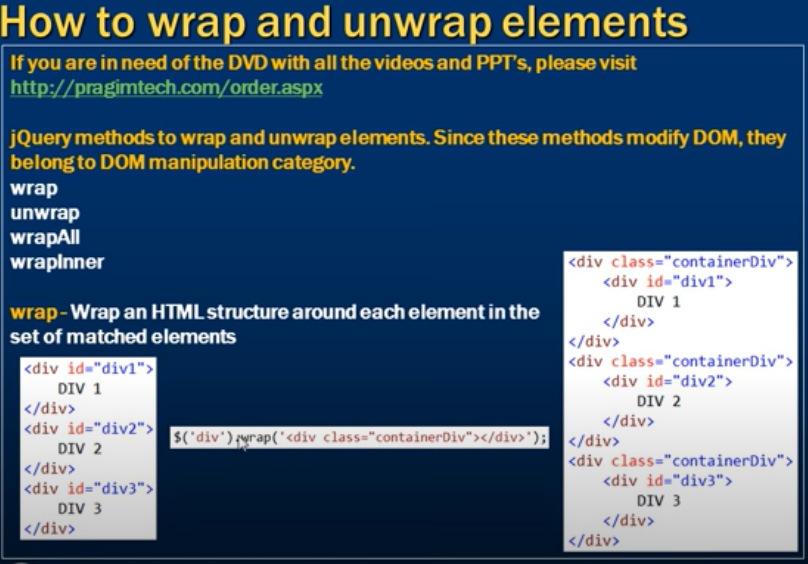 How to wrap and unwrap elements
If you are in need of the DVD with all the videos and PPT's, please visit
http://pragimtech.com/order.aspx
jQuery methods to wrap and unwrap elements. Since these methods modify DOM, they
belong to DOM manipulation category.
wrap
unwrap
wrapAll
wrapInner
wrap - Wrap an HTML structure around each element in the
set of matched elements
<div id="div1">
DIV 1
</div>
<div id="div2">
DIV 2
</div>
<div id="div3">
DIV 3
</div>
$('div').wrap('<div class="containerDiv"></div>');
<div class="containerDiv">
<div id="div1">
DIV 1
</div>
</div>
<div class="containerDiv">
<div id="div2">
DIV 2
</div>
</div>
<div class="containerDiv">
<div id="div3">
DIV 3
</div>
</div>